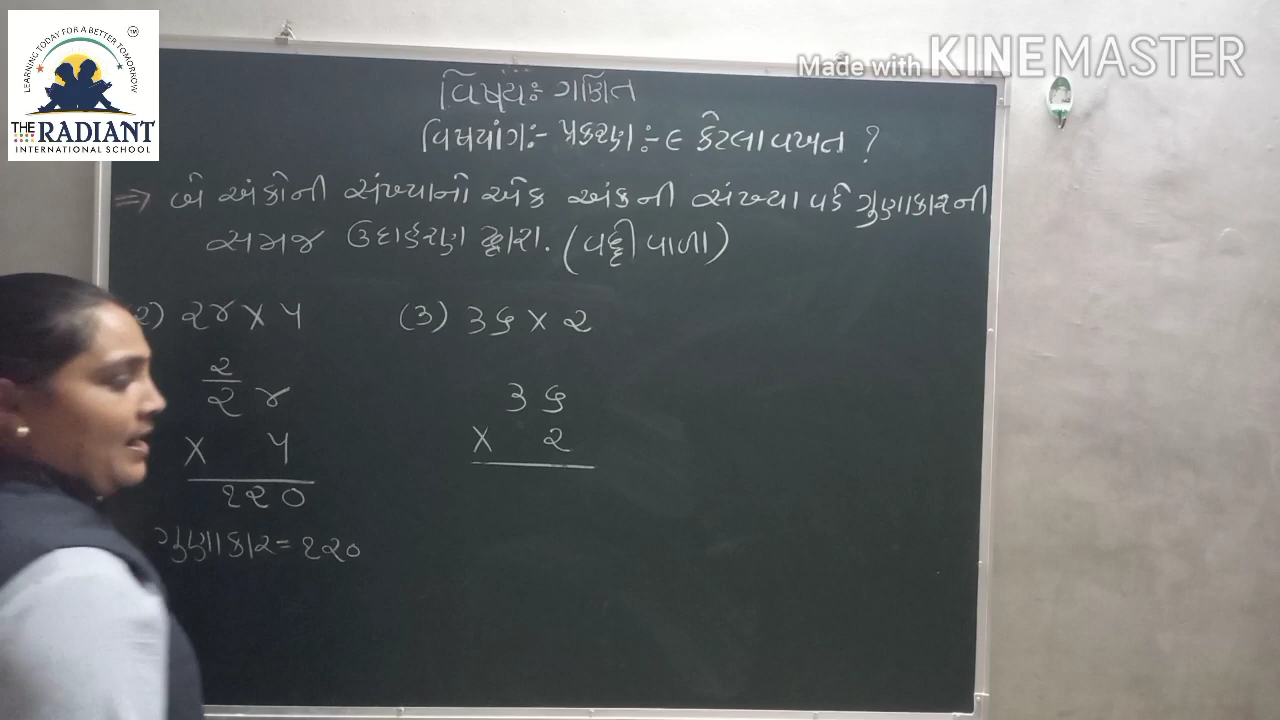 LEARNING TODAY FOR A BETTER TOMORROW
TM
THE RADIANT
INTERNATIONAL SCHOOL
Made with KINEMASTER
વિષય:- ગણિત
વિષયાંગ:- પ્રકરણ:- ૯ કેટલા વખત ?
⇒ બે અંકોની સંખ્યાનો એક અંકની સંખ્યા વડે ગુણાકારની
સમજ ઉદાહરણ દ્વારા. (વદ્દીવાળા)
૨) ૨૪ X ૫
૨
૨ ૪
X ૫
૧૨૦
ગુણાકાર = ૧૨૦
(૩) ૩૬ X ૨
૩ ૬
X ૨